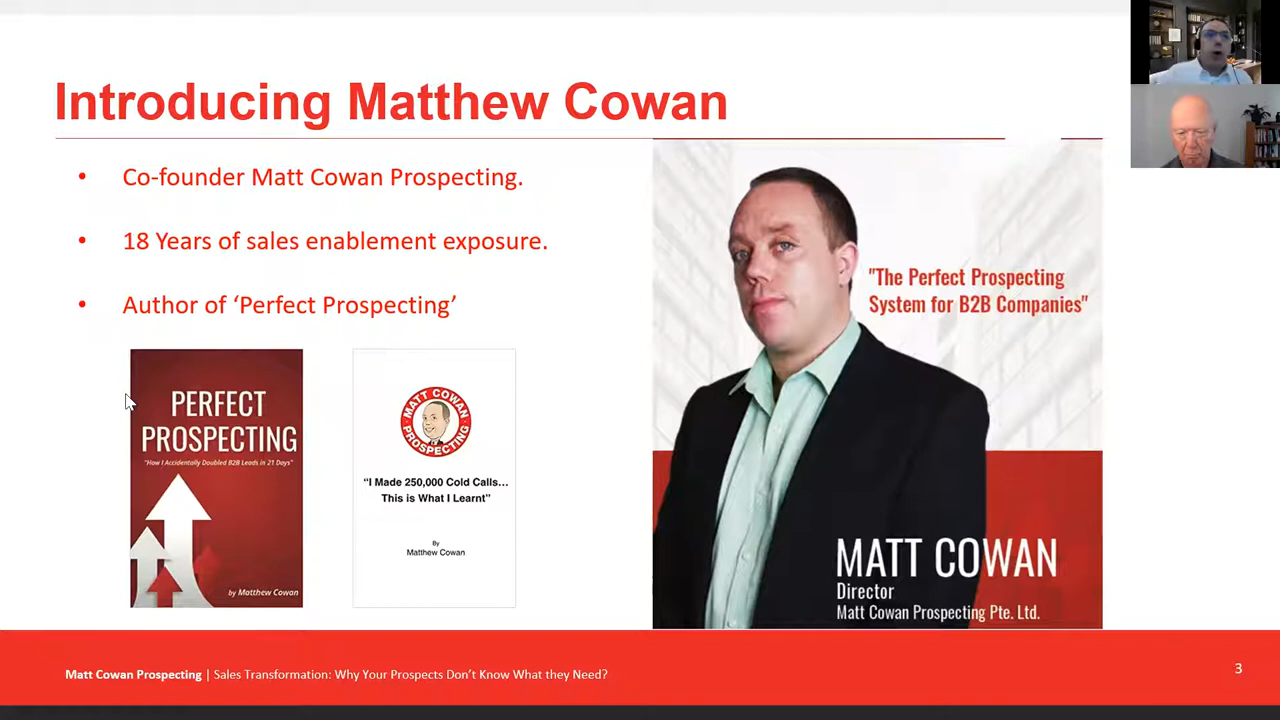 Introducing Matthew Cowan
• Co-founder Matt Cowan Prospecting.
• 18 Years of sales enablement exposure.
• Author of ‘Perfect Prospecting’
PERFECT
PROSPECTING
"How I Accidentally Doubled B2B Leads in 21 Days"
by Matthew Cowan
MATT COWAN
PROSPECTING
“I Made 250,000 Cold Calls…
This is What I Learnt”
By
Matthew Cowan
"The Perfect Prospecting
System for B2B Companies"
MATT COWAN
Director
Matt Cowan Prospecting Pte. Ltd.
Matt Cowan Prospecting | Sales Transformation: Why Your Prospects Don’t Know What they Need?
3